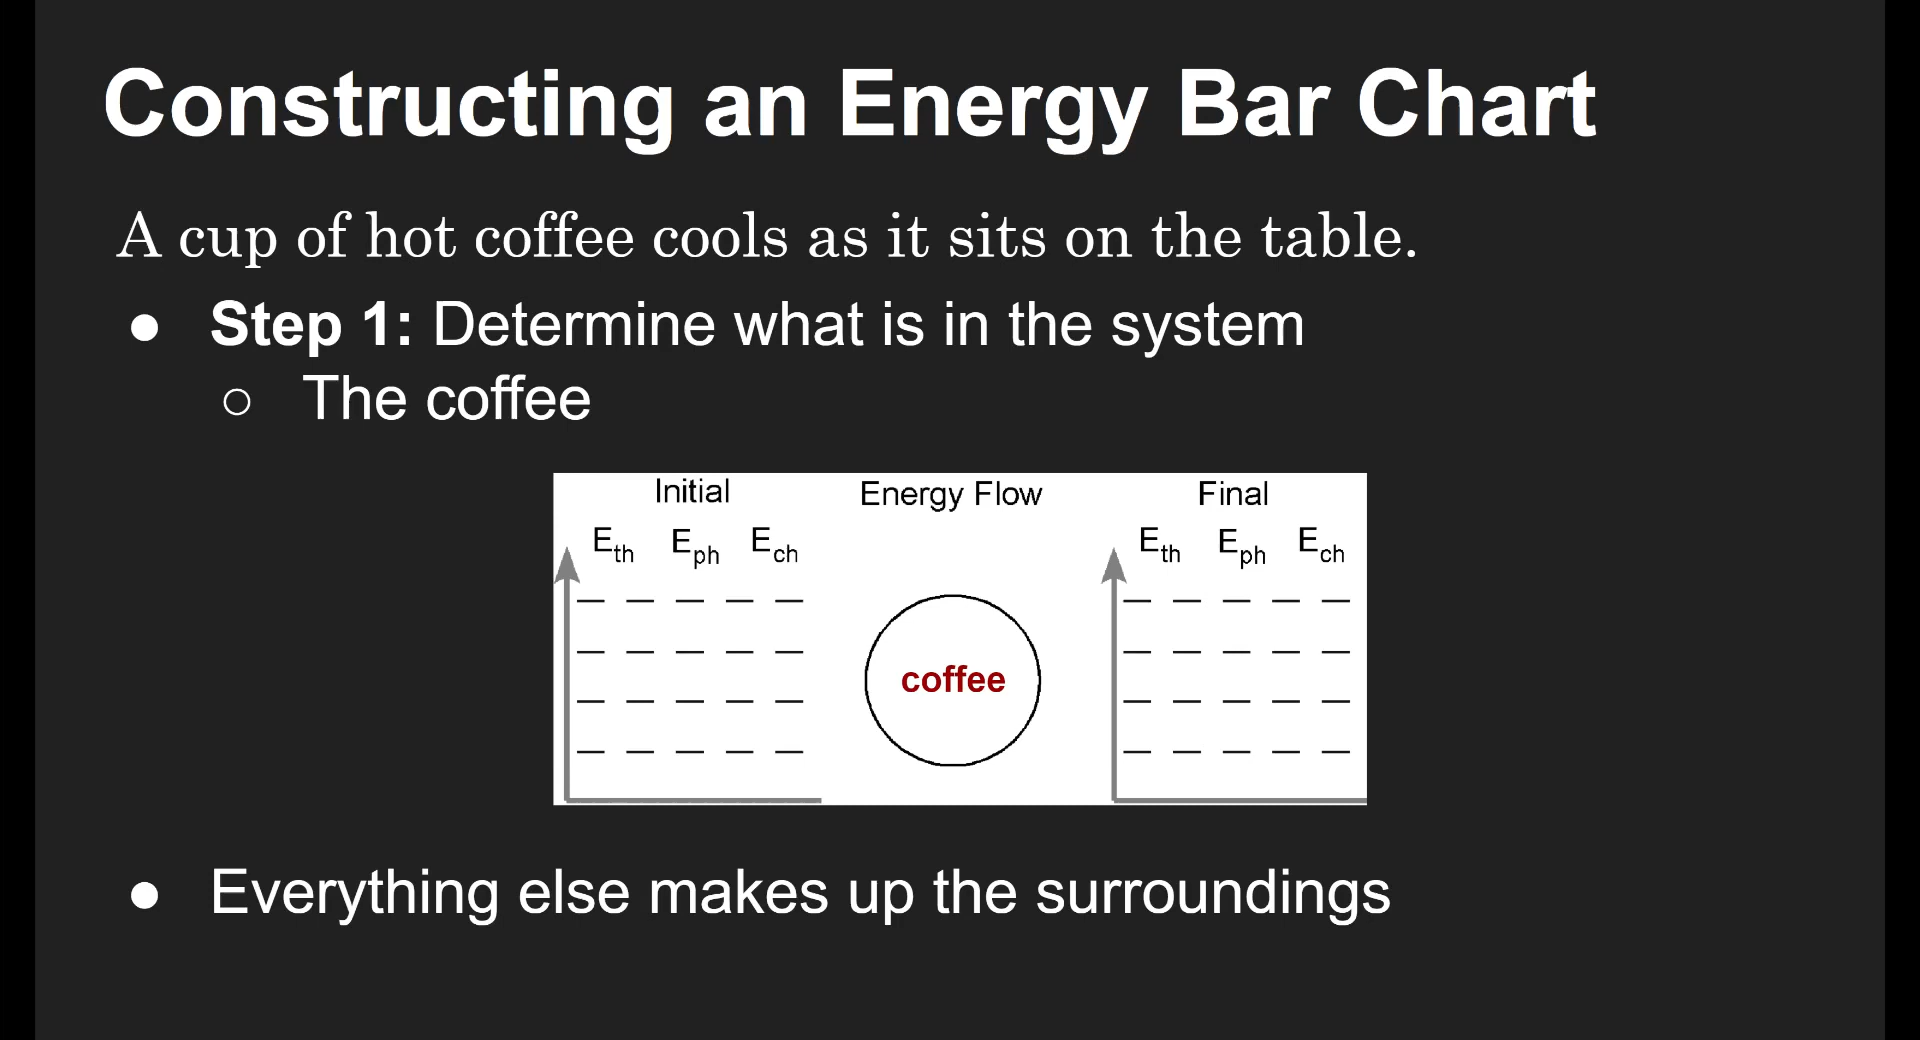 Constructing an Energy Bar Chart
A cup of hot coffee cools as it sits on the table.
● Step 1: Determine what is in the system
○ The coffee
Initial Energy Flow Final
Eth Eph Ech Eth Eph Ech
coffee
● Everything else makes up the surroundings